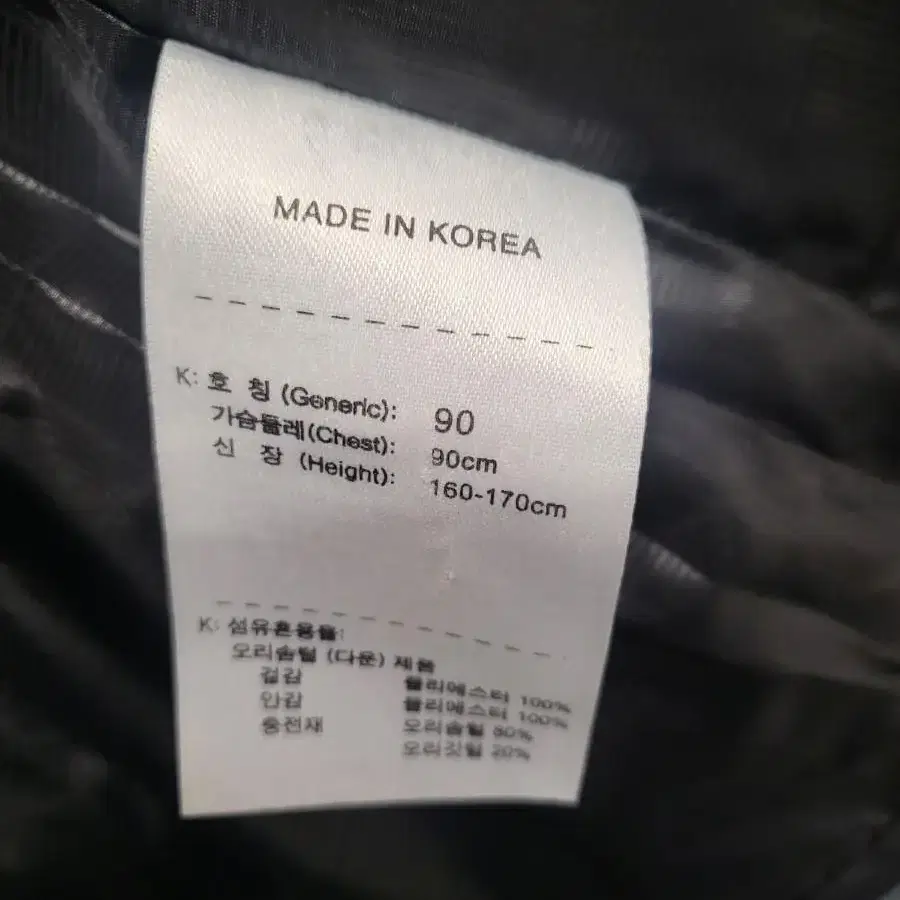 MADE IN KOREA
K: 호 칭 (Generic): 90
가슴둘레(Chest): 90cm
신 장 (Height): 160-170cm
K: 섬유혼용율:
오리솜털 (다운) 제품
겉감 폴리에스터 100%
안감 폴리에스터 100%
충전재 오리솜털 80%
오리깃털 20%